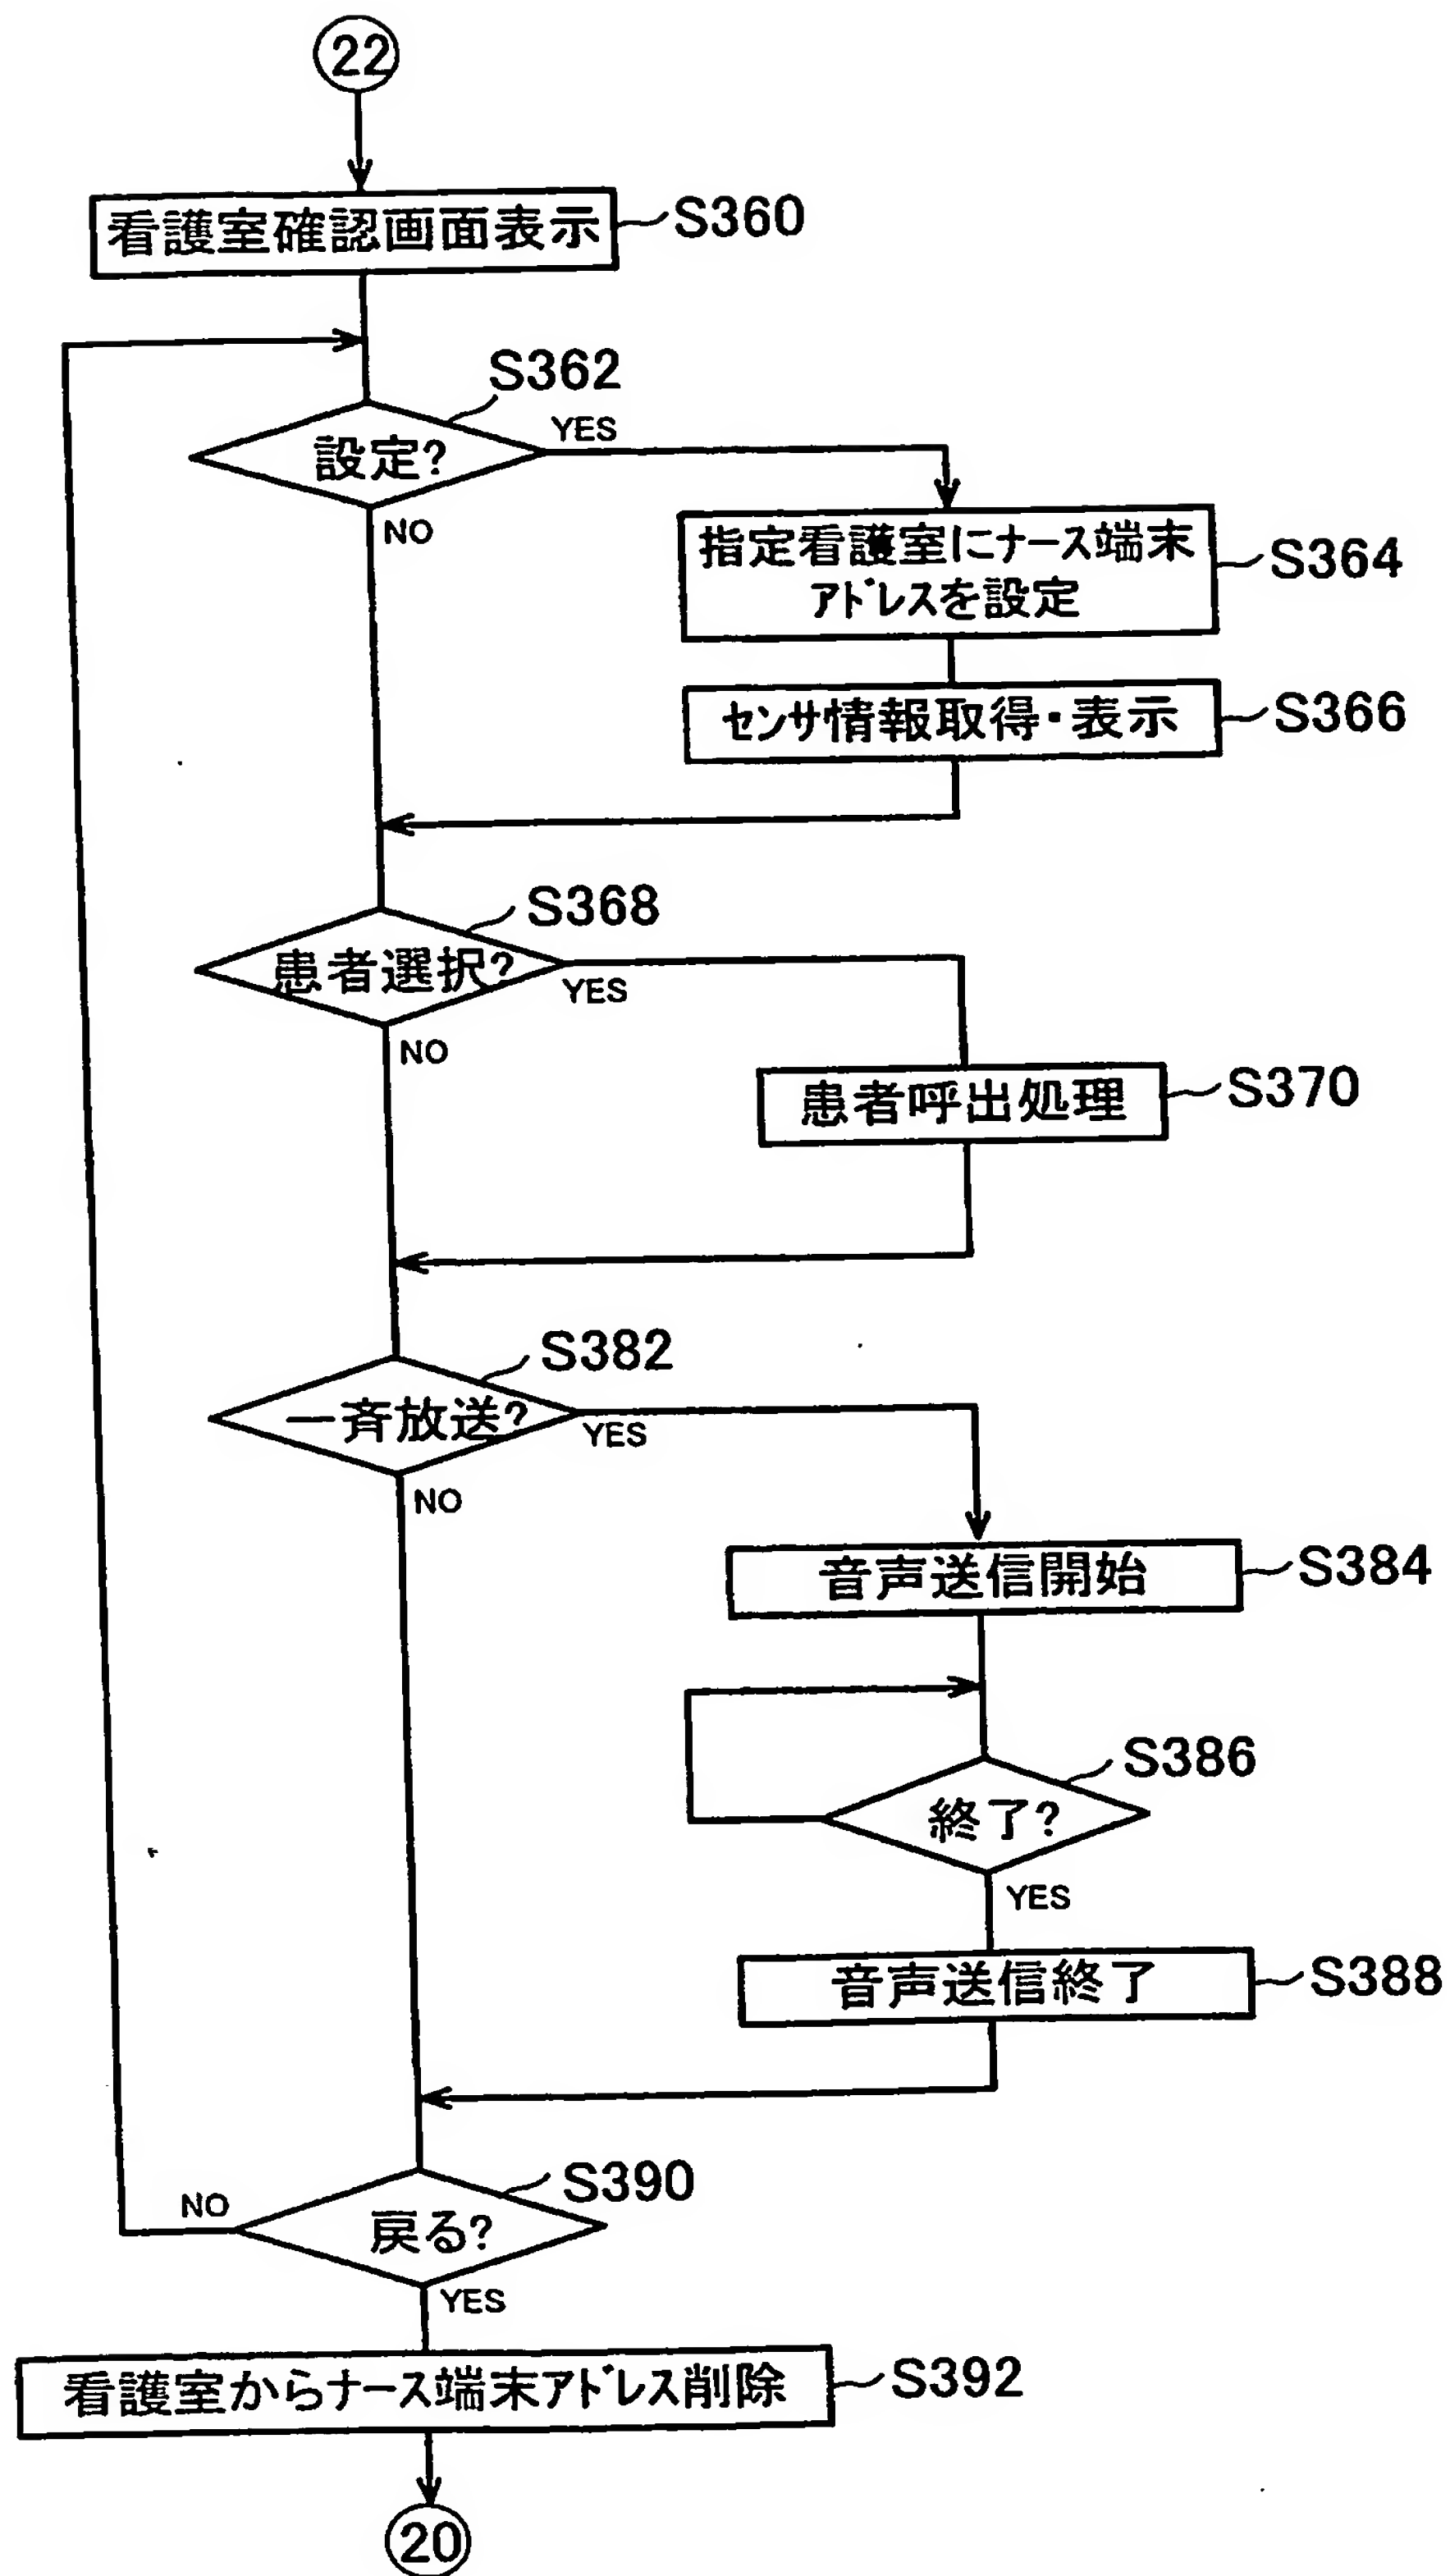 22
看護室確認画面表示
S360
S362
設定?
YES
NO
指定看護室にナース端末
アドレスを設定
S364
センサ情報取得・表示
S366
S368
患者選択?
YES
NO
患者呼出処理
S370
S382
一斉放送?
YES
NO
音声送信開始
S384
S386
終了?
YES
音声送信終了
S388
S390
NO
戻る?
YES
看護室からナース端末アドレス削除
S392
20